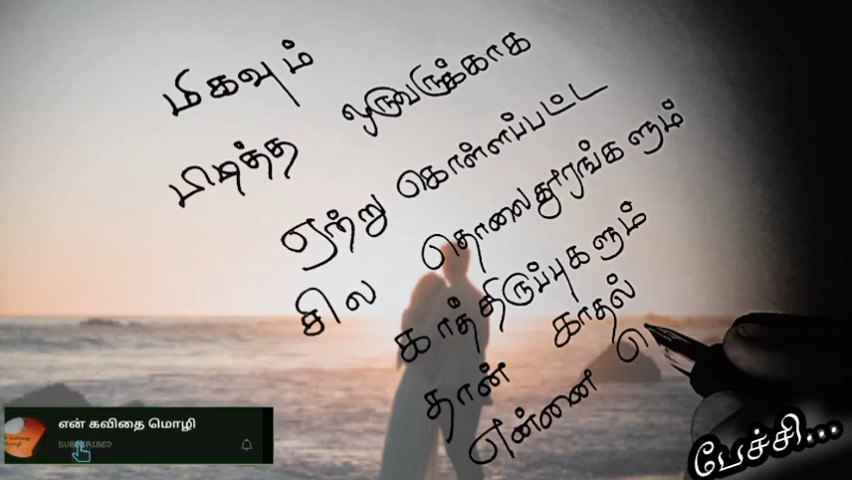 மிகவும்
பிடித்த ஒருவருக்காக
ஏற்று கொள்ளப்பட்ட
சில தொலைதூரங்களும்
காத்திருப்புகளும்
தான் காதல்
என்னை
என் கவிதை மொழி
SUBSCRIBED
பேச்சி...